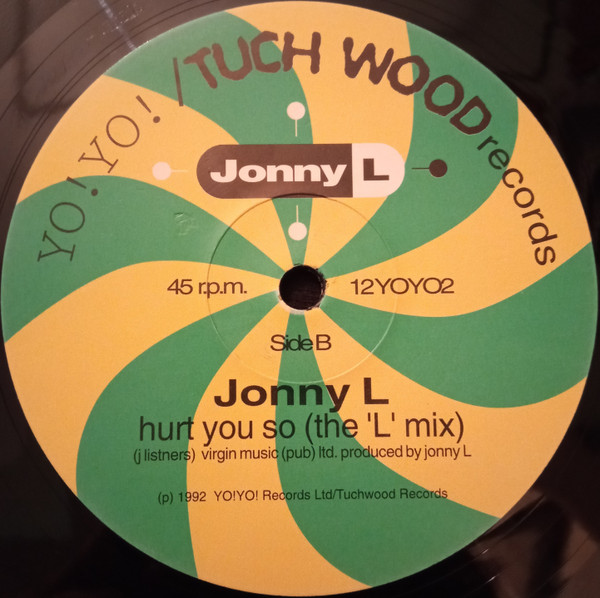 YO! YO! / TUCH WOOD records
Jonny L
45 r.p.m. 12YOYO2
Side B
Jonny L
hurt you so (the 'L' mix)
(j listners) virgin music (pub) ltd. produced by jonny L
(p) 1992 YO!YO! Records Ltd/Tuchwood Records